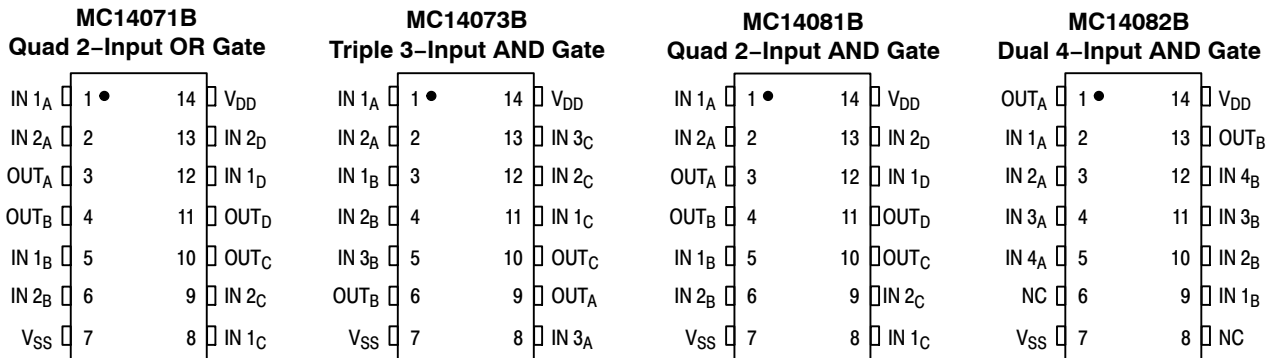 MC14071B
Quad 2−Input OR Gate
IN 1A 1 14 VDD
IN 2A 2 13 IN 2D
OUTA 3 12 IN 1D
OUTB 4 11 OUTD
IN 1B 5 10 OUTC
IN 2B 6 9 IN 2C
VSS 7 8 IN 1C
MC14073B
Triple 3−Input AND Gate
IN 1A 1 14 VDD
IN 2A 2 13 IN 3C
IN 1B 3 12 IN 2C
IN 2B 4 11 IN 1C
IN 3B 5 10 OUTC
OUTB 6 9 OUTA
VSS 7 8 IN 3A
MC14081B
Quad 2−Input AND Gate
IN 1A 1 14 VDD
IN 2A 2 13 IN 2D
OUTA 3 12 IN 1D
OUTB 4 11 OUTD
IN 1B 5 10 OUTC
IN 2B 6 9 IN 2C
VSS 7 8 IN 1C
MC14082B
Dual 4−Input AND Gate
OUTA 1 14 VDD
IN 1A 2 13 OUTB
IN 2A 3 12 IN 4B
IN 3A 4 11 IN 3B
IN 4A 5 10 IN 2B
NC 6 9 IN 1B
VSS 7 8 NC